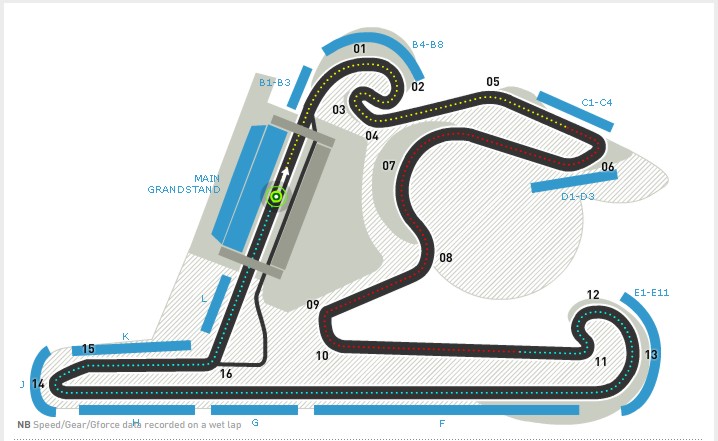 01
B4-B8
B1-B3
02
03
04
05
C1-C4
06
D1-D3
07
MAIN
GRANDSTAND
08
09
10
E1-E11
12
11
13
L
K
15
16
J
14
H
G
F
NB Speed/Gear/Gforce data recorded on a wet lap